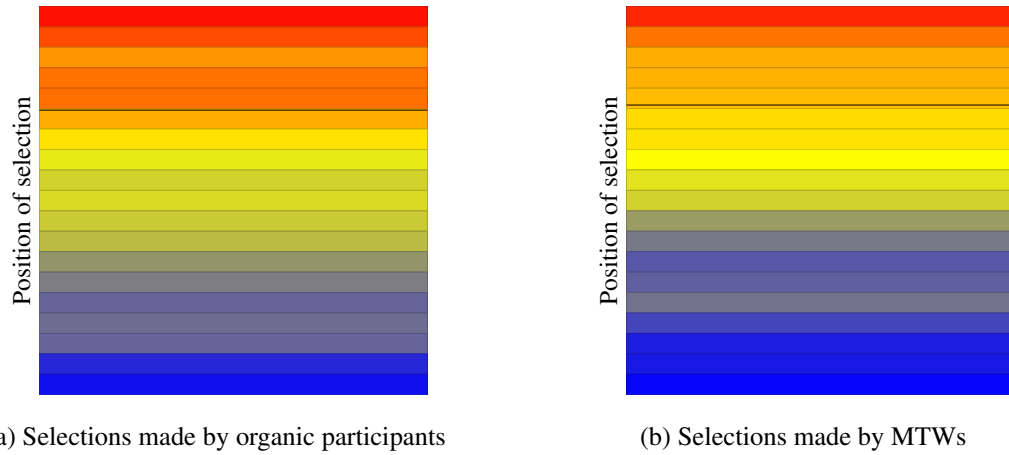 Position of selection
Position of selection
a) Selections made by organic participants
(b) Selections made by MTWs